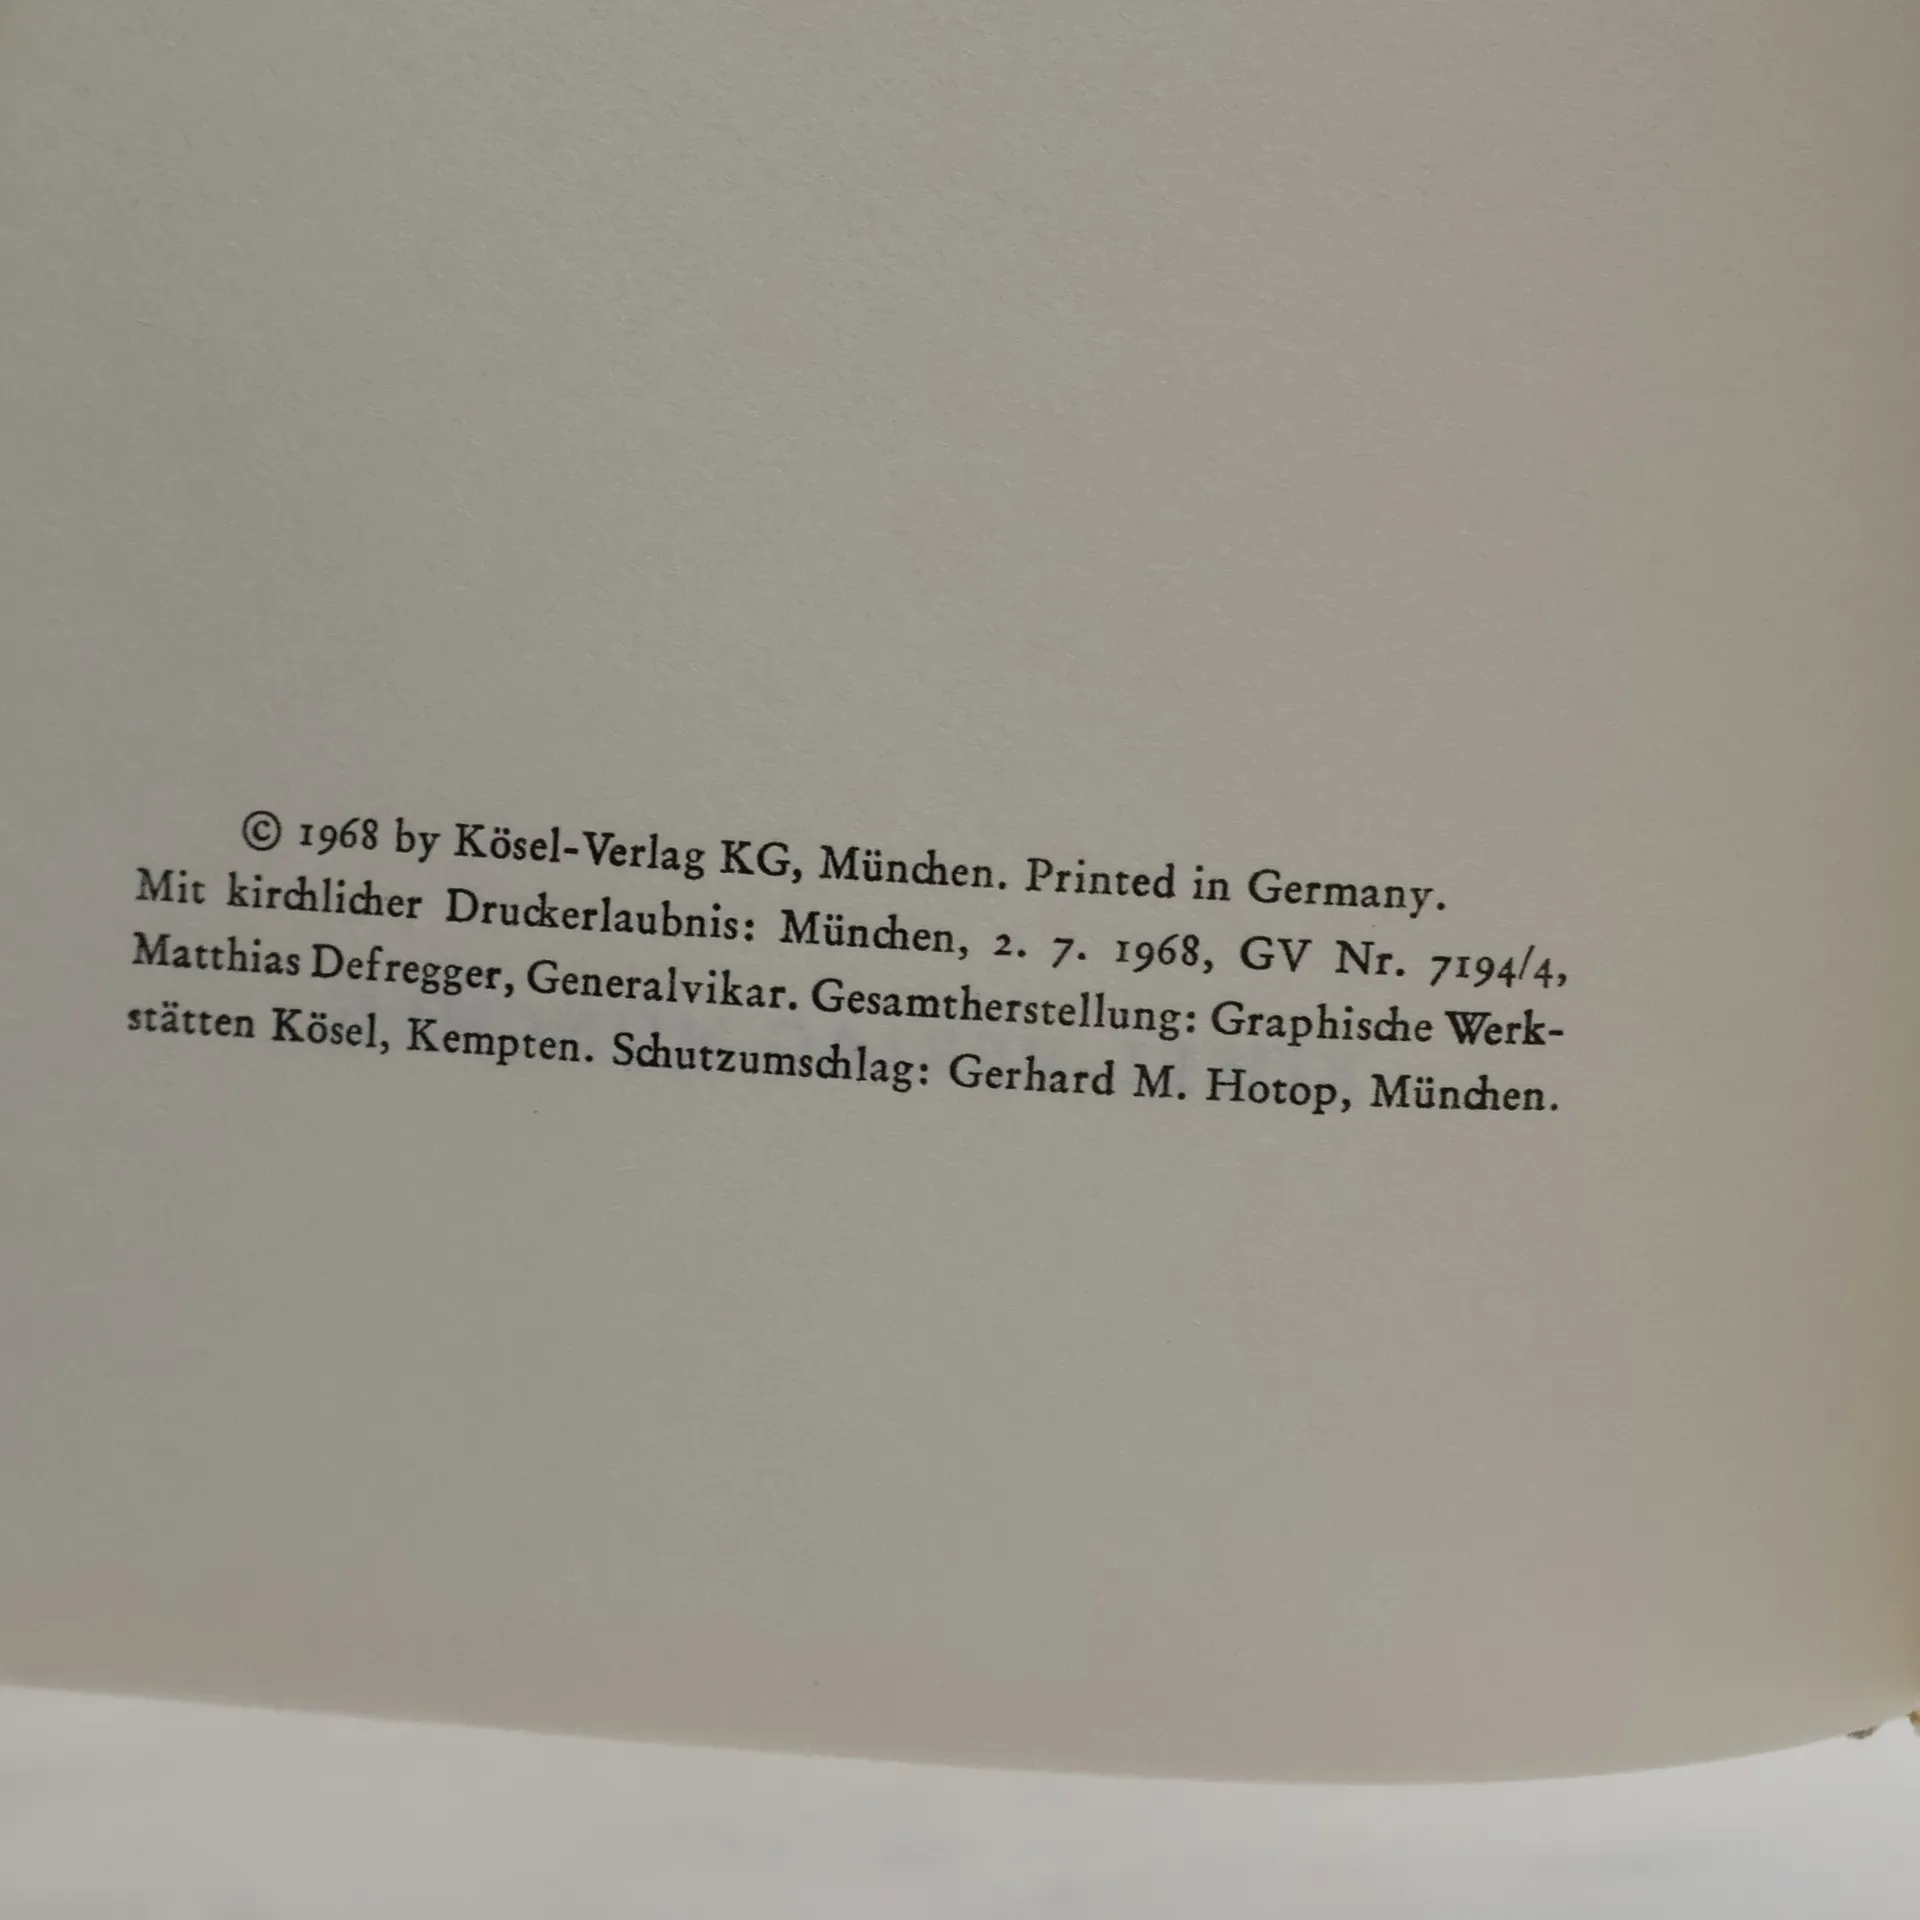 © 1968 by Kösel-Verlag KG, München. Printed in Germany.
Mit kirchlicher Druckerlaubnis: München, 2. 7. 1968, GV Nr. 7194/4,
Matthias Defregger, Generalvikar. Gesamtherstellung: Graphische Werk-
stätten Kösel, Kempten. Schutzumschlag: Gerhard M. Hotop, München.